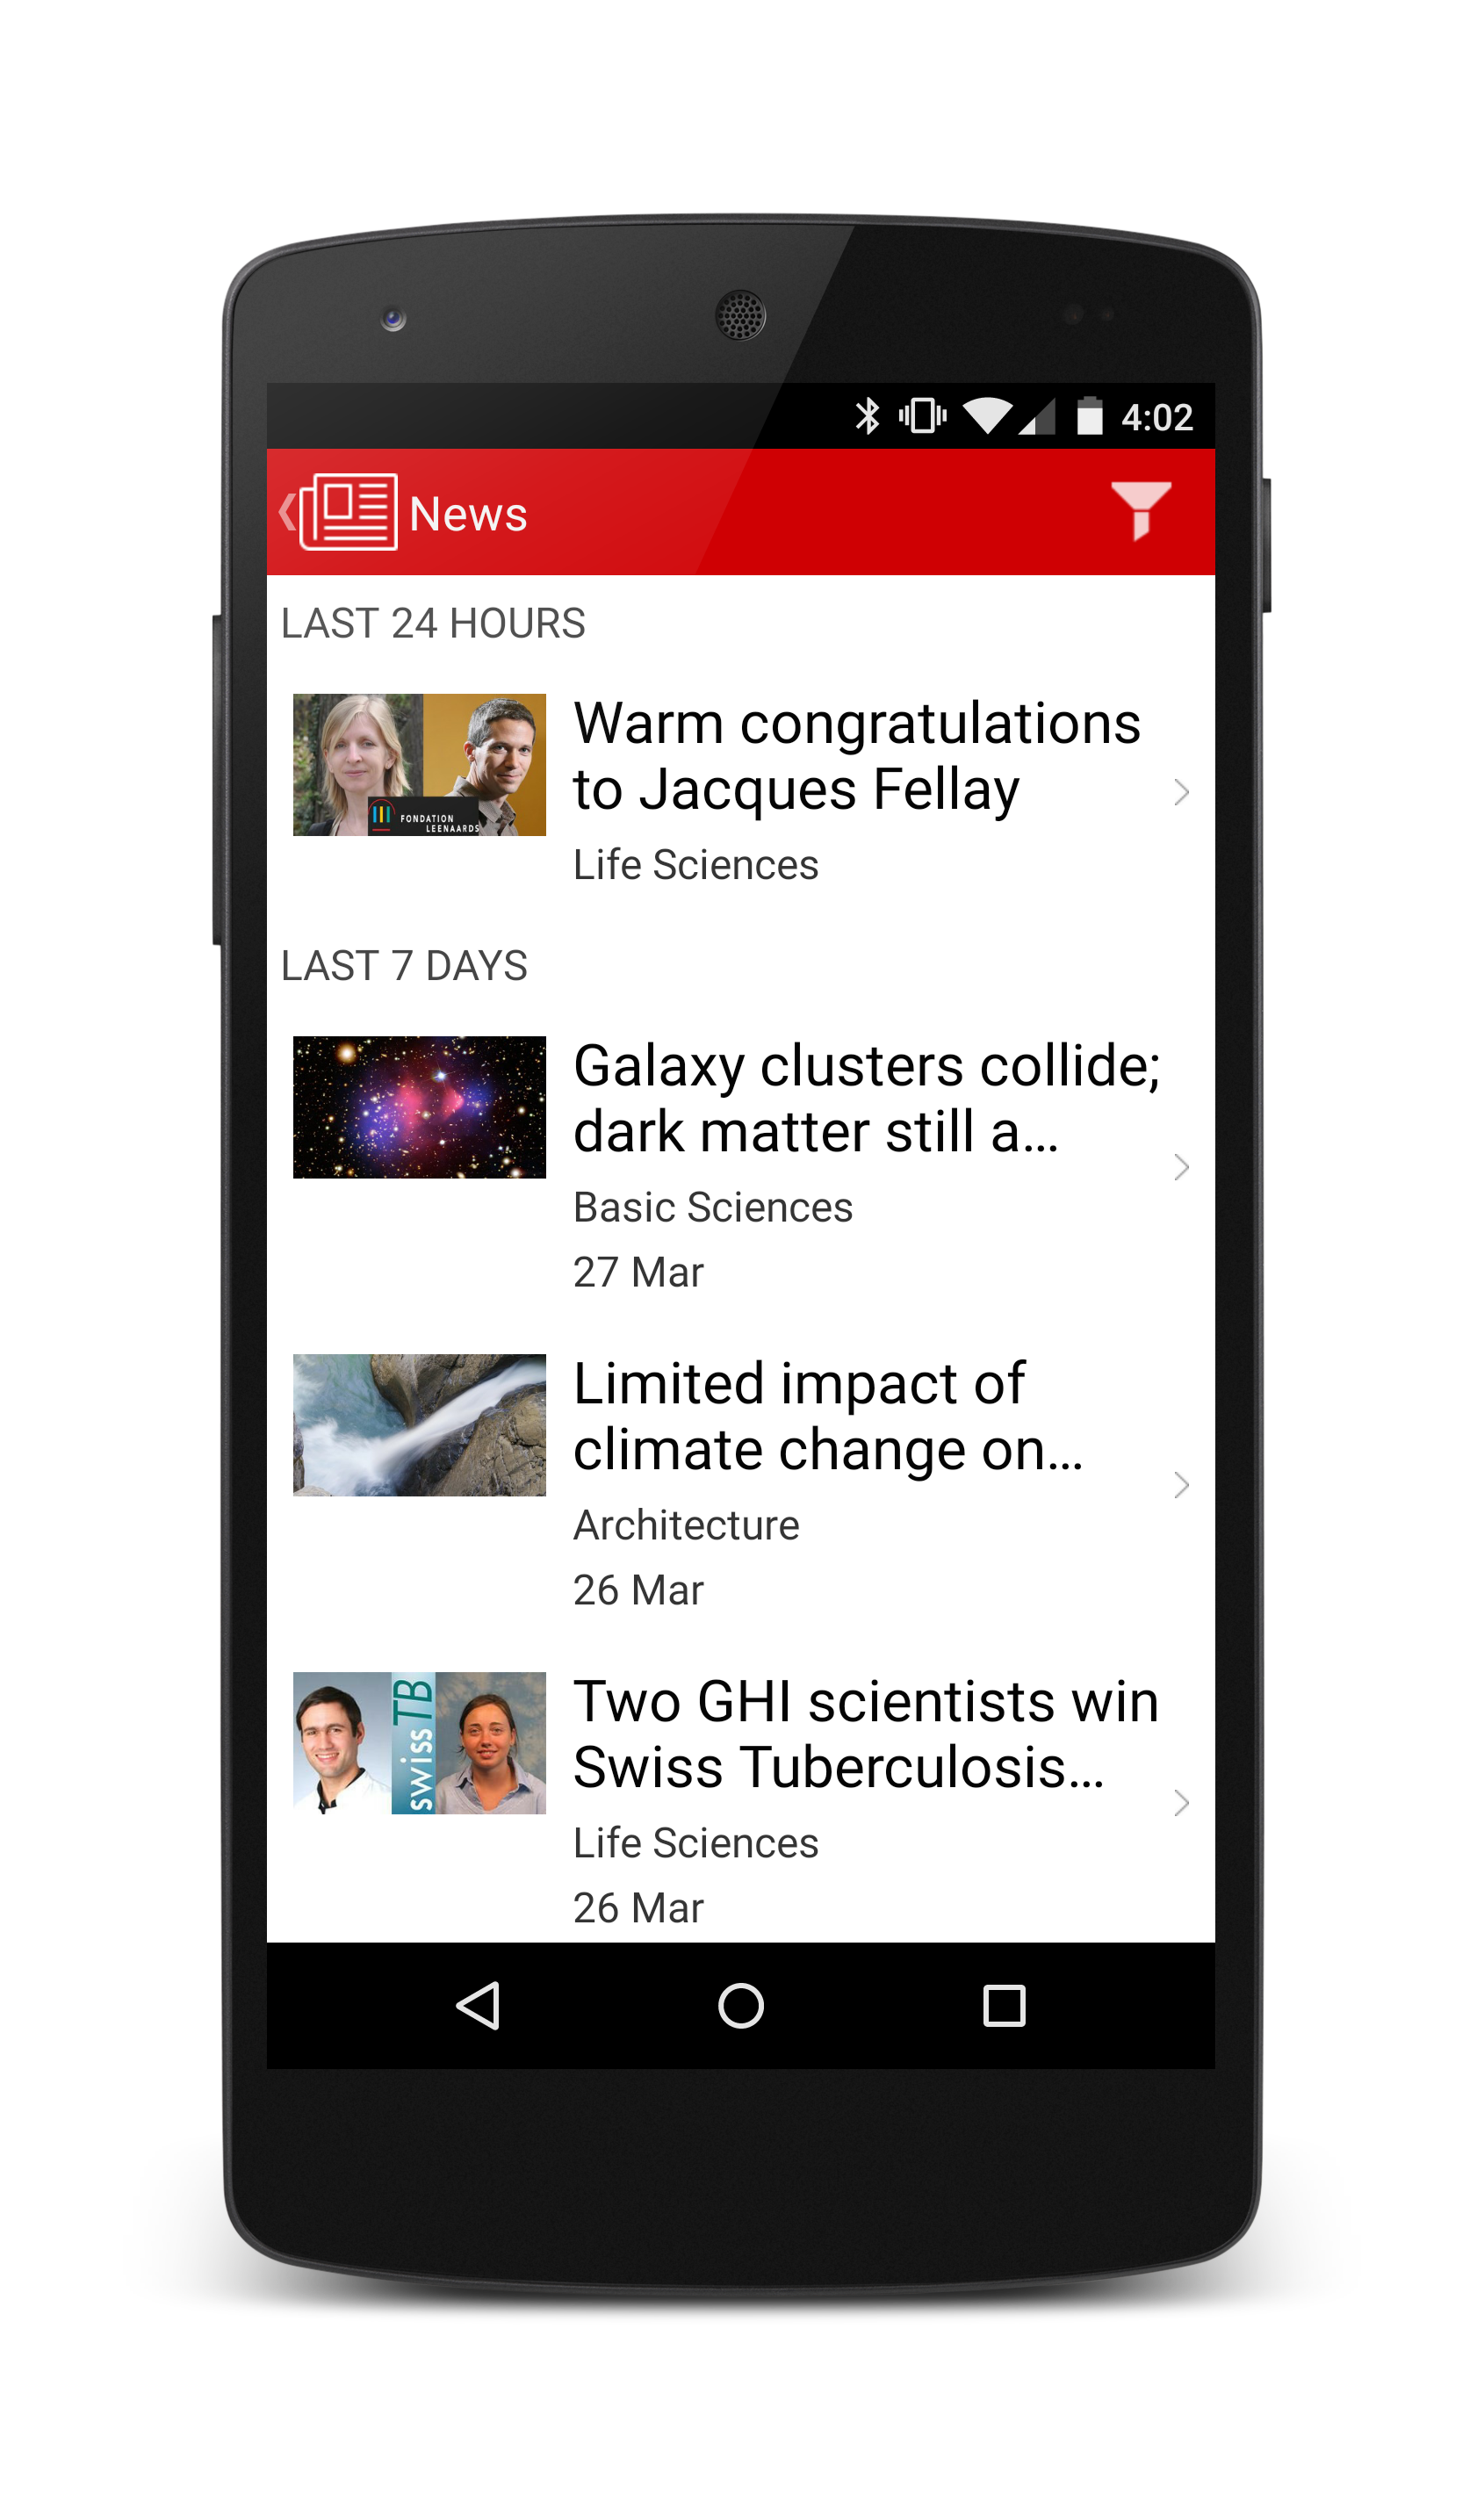 4:02
News
LAST 24 HOURS
FONDATION
LEENAARDS
Warm congratulations
to Jacques Fellay
Life Sciences
LAST 7 DAYS
Galaxy clusters collide;
dark matter still a...
Basic Sciences
27 Mar
Limited impact of
climate change on...
Architecture
26 Mar
swiss TB
Two GHI scientists win
Swiss Tuberculosis...
Life Sciences
26 Mar